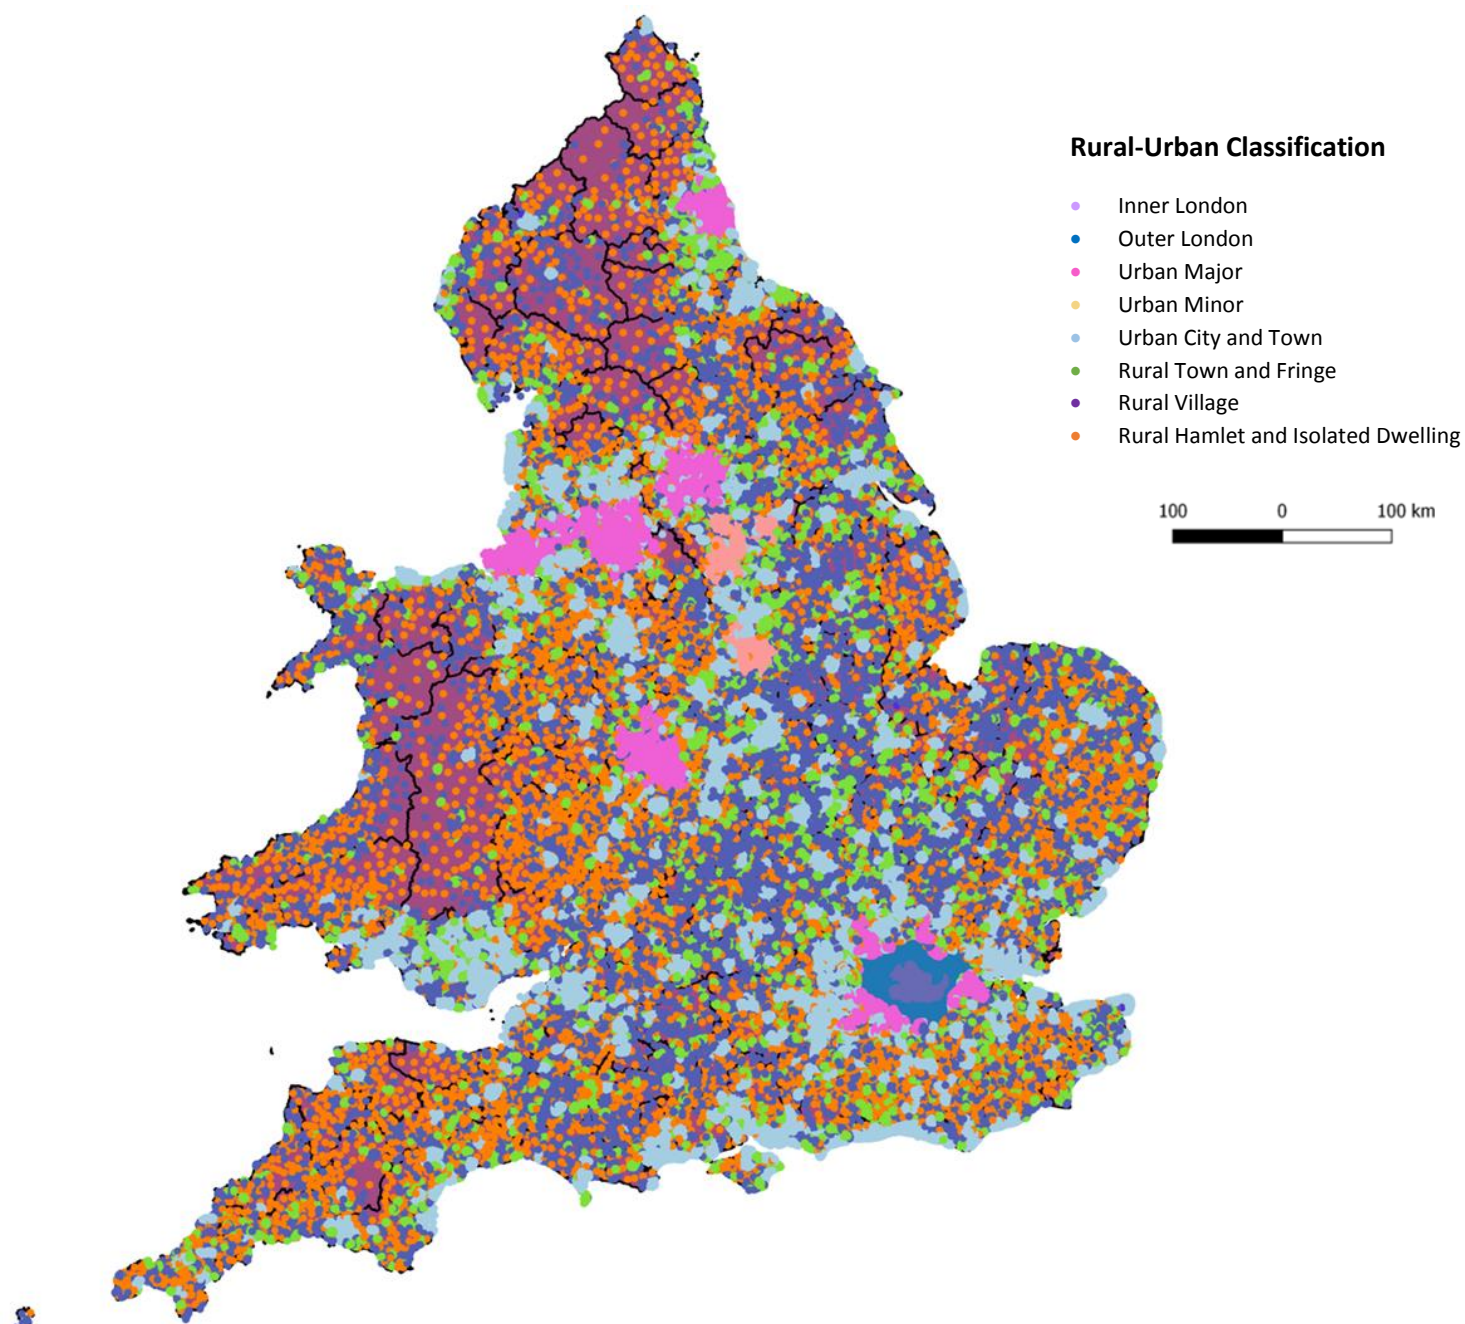 Rural-Urban Classification
Inner London
Outer London
Urban Major
Urban Minor
Urban City and Town
Rural Town and Fringe
Rural Village
Rural Hamlet and Isolated Dwelling
100 0 100 km